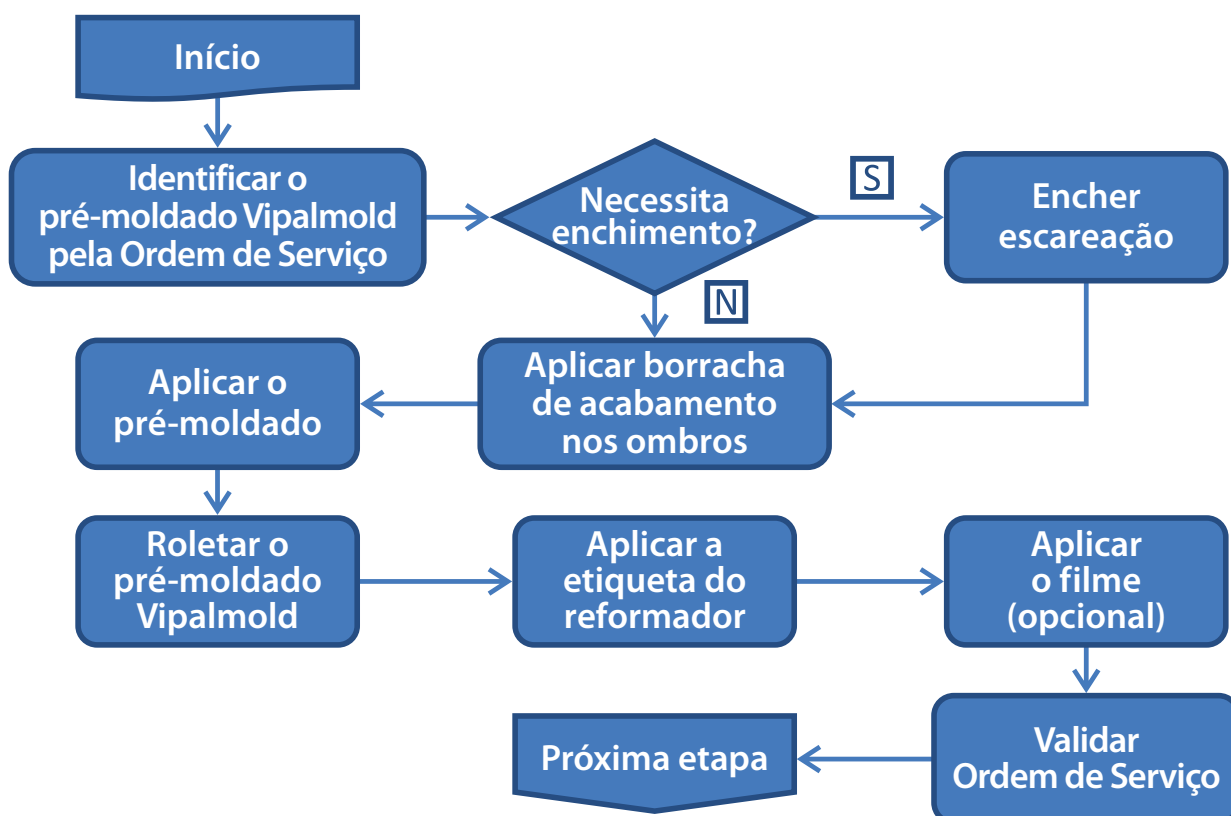 Início
Identificar o
pré-moldado Vipalmold
pela Ordem de Serviço
Necessita
enchimento?
S
Encher
escareação
N
Aplicar borracha
de acabamento
nos ombros
Aplicar o
pré-moldado
Roletar o
pré-moldado
Vipalmold
Aplicar a
etiqueta do
reformador
Aplicar
o filme
(opcional)
Validar
Ordem de Serviço
Próxima etapa